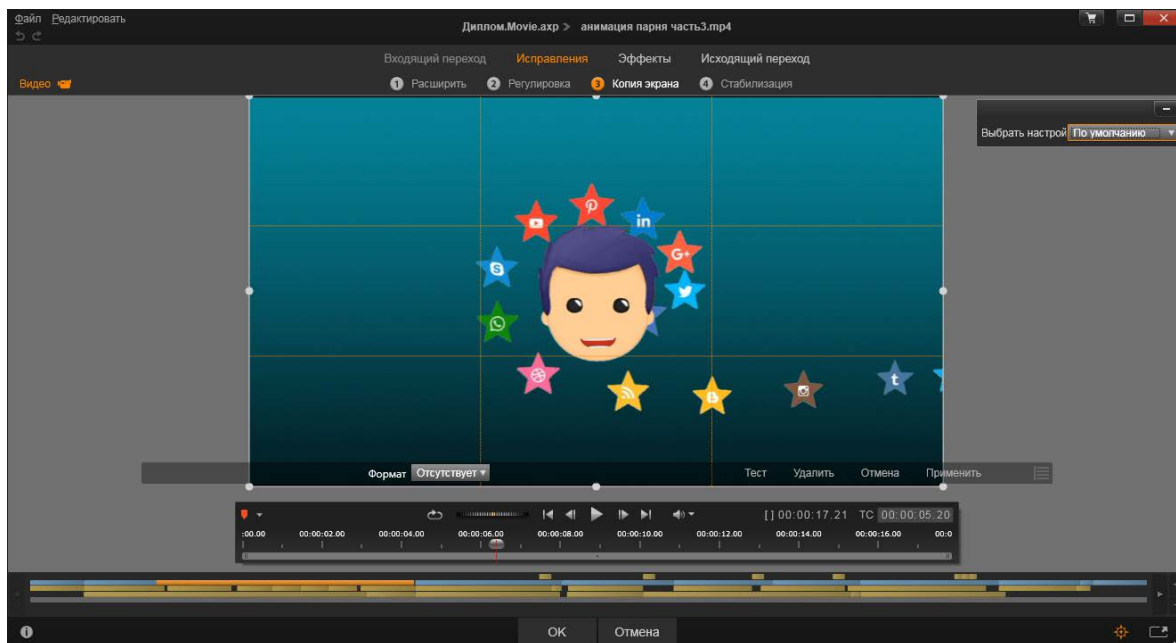 Файл Редактировать
Диплом.Movie.axp > анимация парня часть3.mp4
Входящий переход Исправления Эффекты Исходящий переход
Видео
1 Расширить 2 Регулировка 3 Копия экрана 4 Стабилизация
Выбрать настрой По умолчанию
in
G+
S
t
Формат Отсутствует Тест Удалить Отмена Применить
[ ] 00:00:17.21 TC 00:00:05.20
:00.00 00:00:02.00 00:00:04.00 00:00:06.00 00:00:08.00 00:00:10.00 00:00:12.00 00:00:14.00 00:00:16.00 00:0
OK Отмена